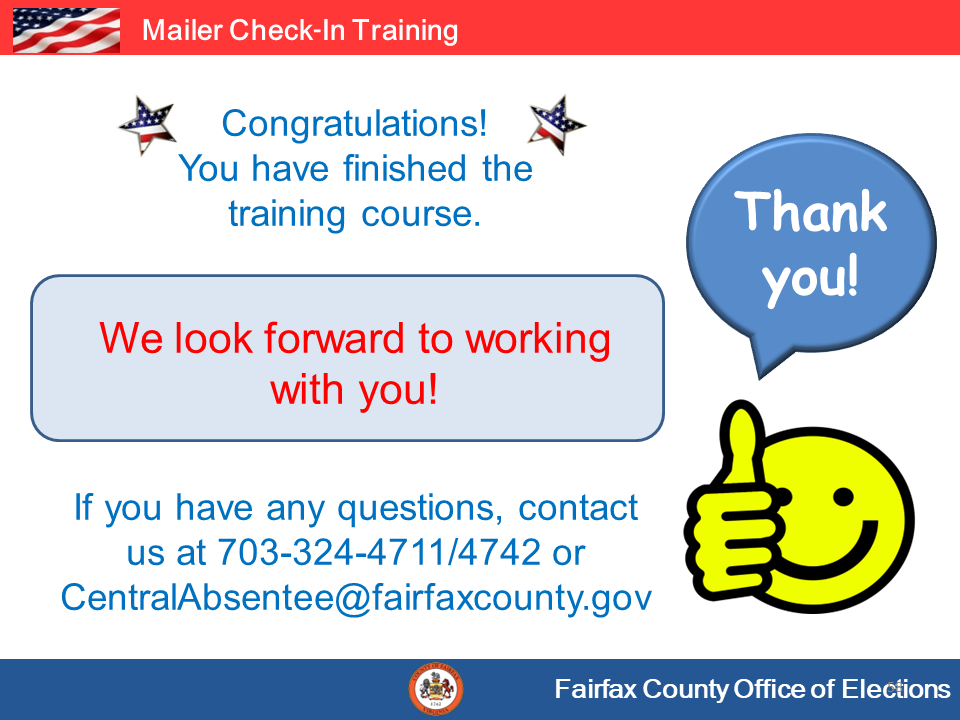 Mailer Check-In Training
Congratulations!
You have finished the
training course.
Thank
you!
We look forward to working
with you!
If you have any questions, contact
us at 703-324-4711/4742 or
CentralAbsentee@fairfaxcounty.gov
Fairfax County Office of Elections